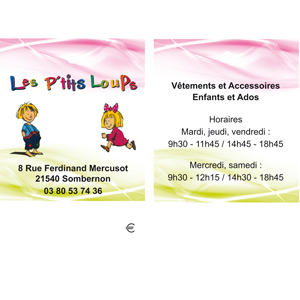 Les P'tits Loups
8 Rue Ferdinand Mercusot
21540 Sombernon
03 80 53 74 36
Vêtements et Accessoires
Enfants et Ados
Horaires
Mardi, jeudi, vendredi :
9h30 - 11h45 / 14h45 - 18h45
Mercredi, samedi :
9h30 - 12h15 / 14h30 - 18h45
€